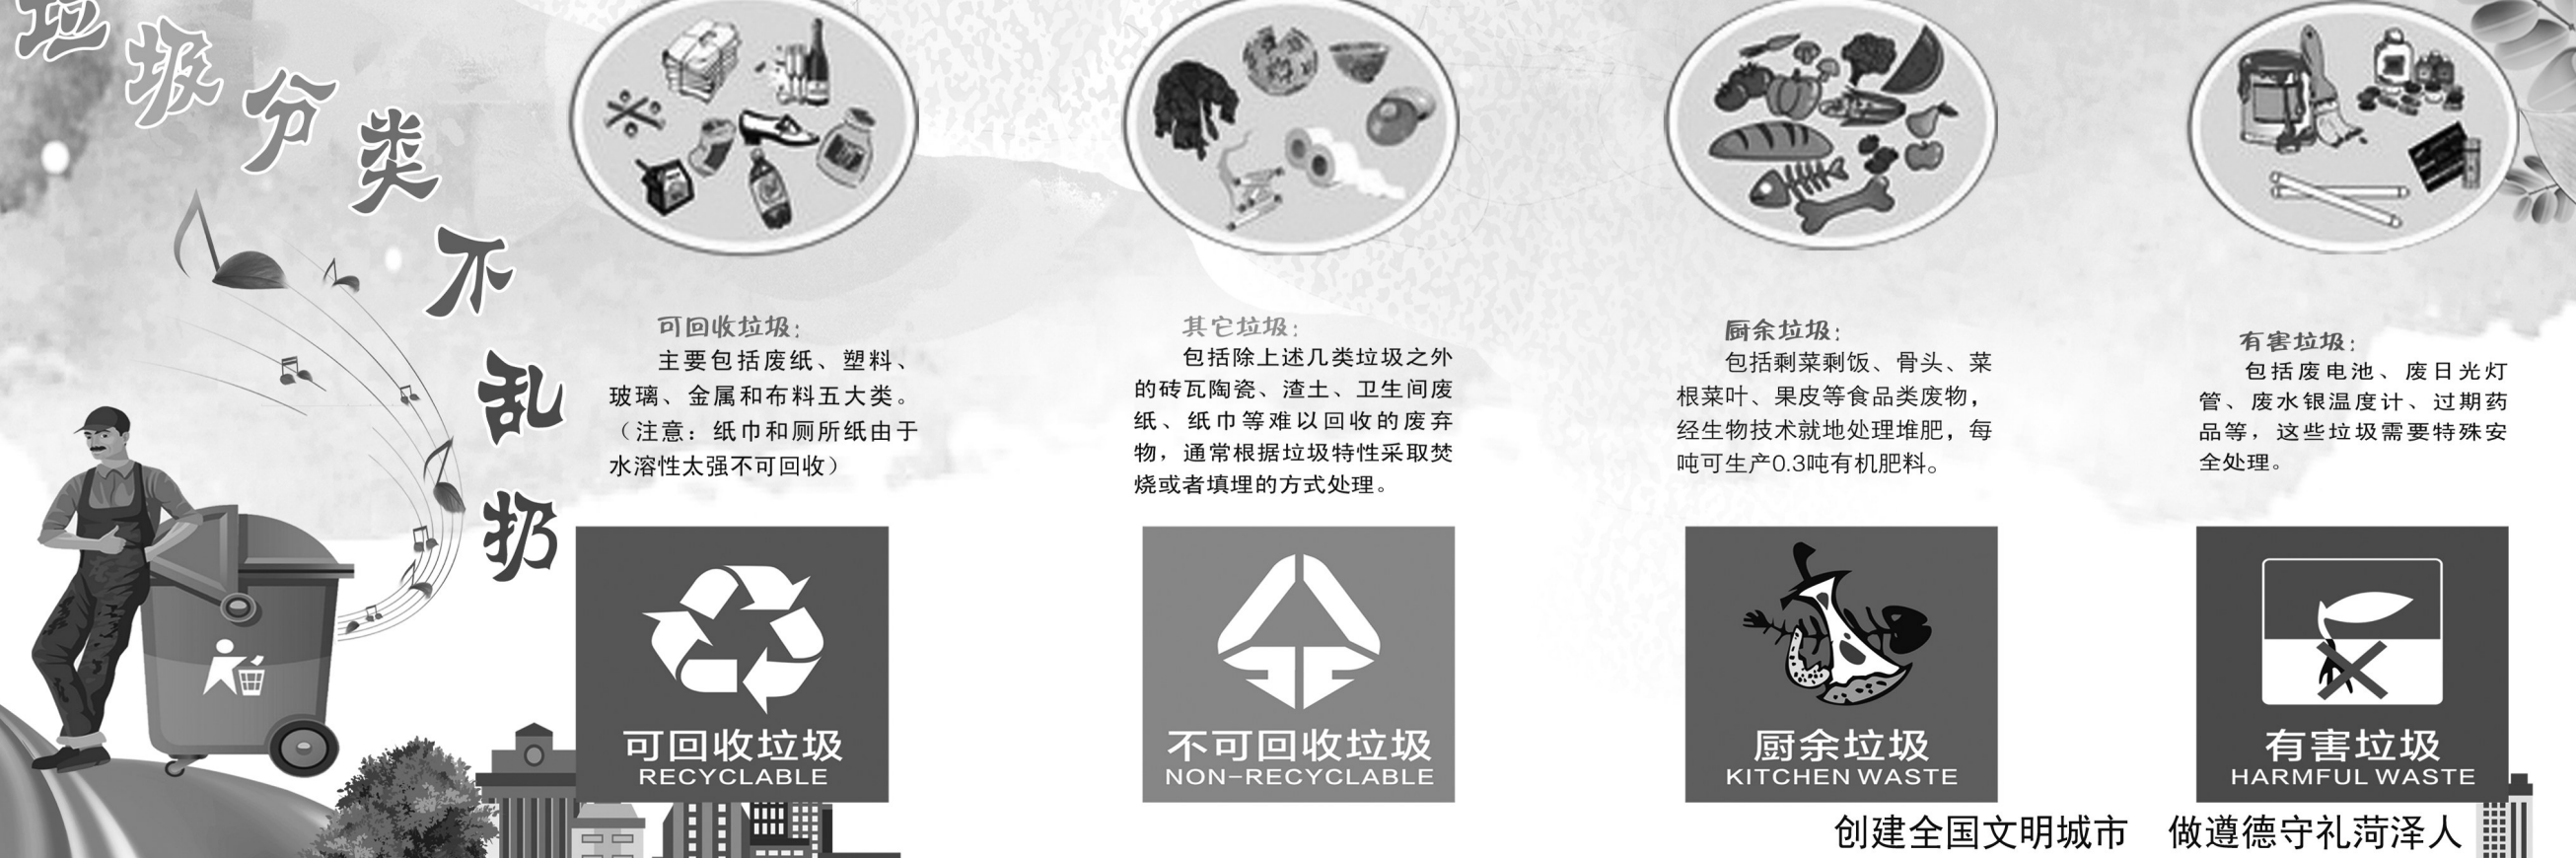 垃圾分类不乱扔
可回收垃圾：
主要包括废纸、塑料、
玻璃、金属和布料五大类。
（注意：纸巾和厕所纸由于
水溶性太强不可回收）
其它垃圾：
包括除上述几类垃圾之外
的砖瓦陶瓷、渣土、卫生间废
纸、纸巾等难以回收的废弃
物，通常根据垃圾特性采取焚
烧或者填埋的方式处理。
厨余垃圾：
包括剩菜剩饭、骨头、菜
根菜叶、果皮等食品类废物，
经生物技术就地处理堆肥，每
吨可生产0.3吨有机肥料。
有害垃圾：
包括废电池、废日光灯
管、废水银温度计、过期药
品等，这些垃圾需要特殊安
全处理。
可回收垃圾
RECYCLABLE
不可回收垃圾
NON-RECYCLABLE
厨余垃圾
KITCHEN WASTE
有害垃圾
HARMFUL WASTE
创建全国文明城市 做遵德守礼菏泽人